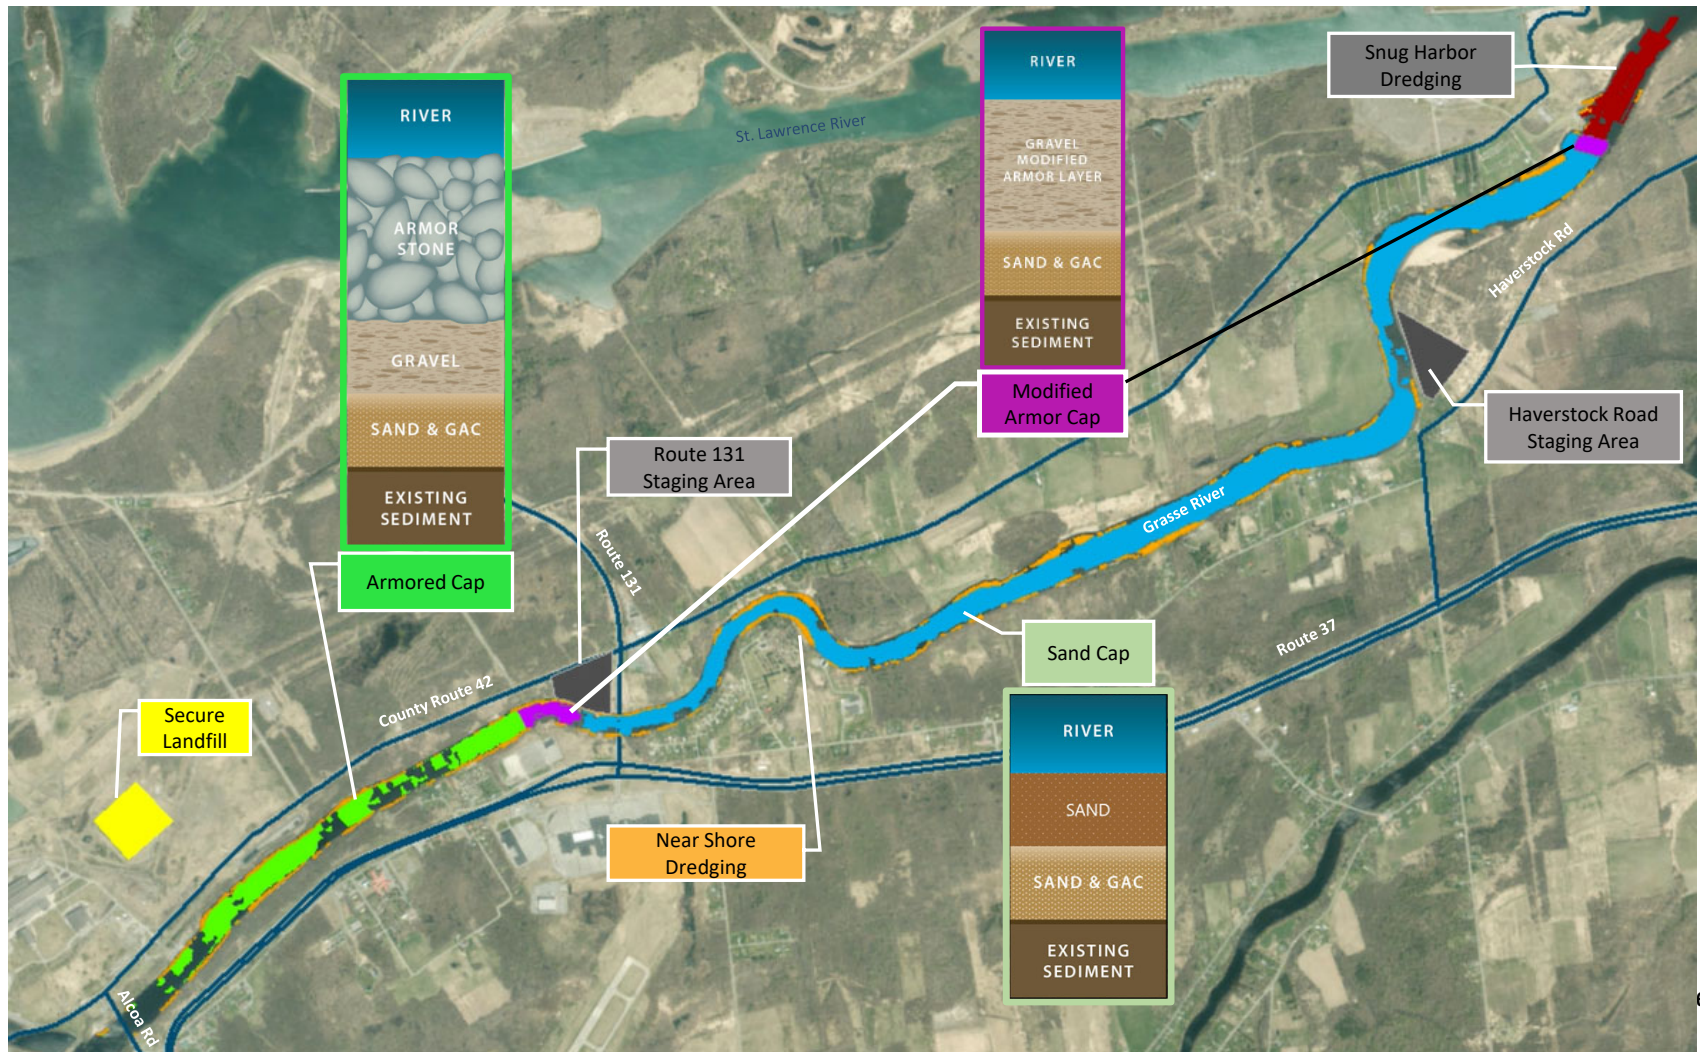 RIVER
ARMOR
STONE
GRAVEL
SAND & GAC
EXISTING
SEDIMENT
Armored Cap
RIVER
GRAVEL
MODIFIED
ARMOR LAYER
SAND & GAC
EXISTING
SEDIMENT
Modified
Armor Cap
Snug Harbor
Dredging
St. Lawrence River
Haverstock Rd
Haverstock Road
Staging Area
Route 131
Staging Area
Route 131
Grasse River
Route 37
Sand Cap
RIVER
SAND
SAND & GAC
EXISTING
SEDIMENT
County Route 42
Secure
Landfill
Near Shore
Dredging
Alcoa Rd